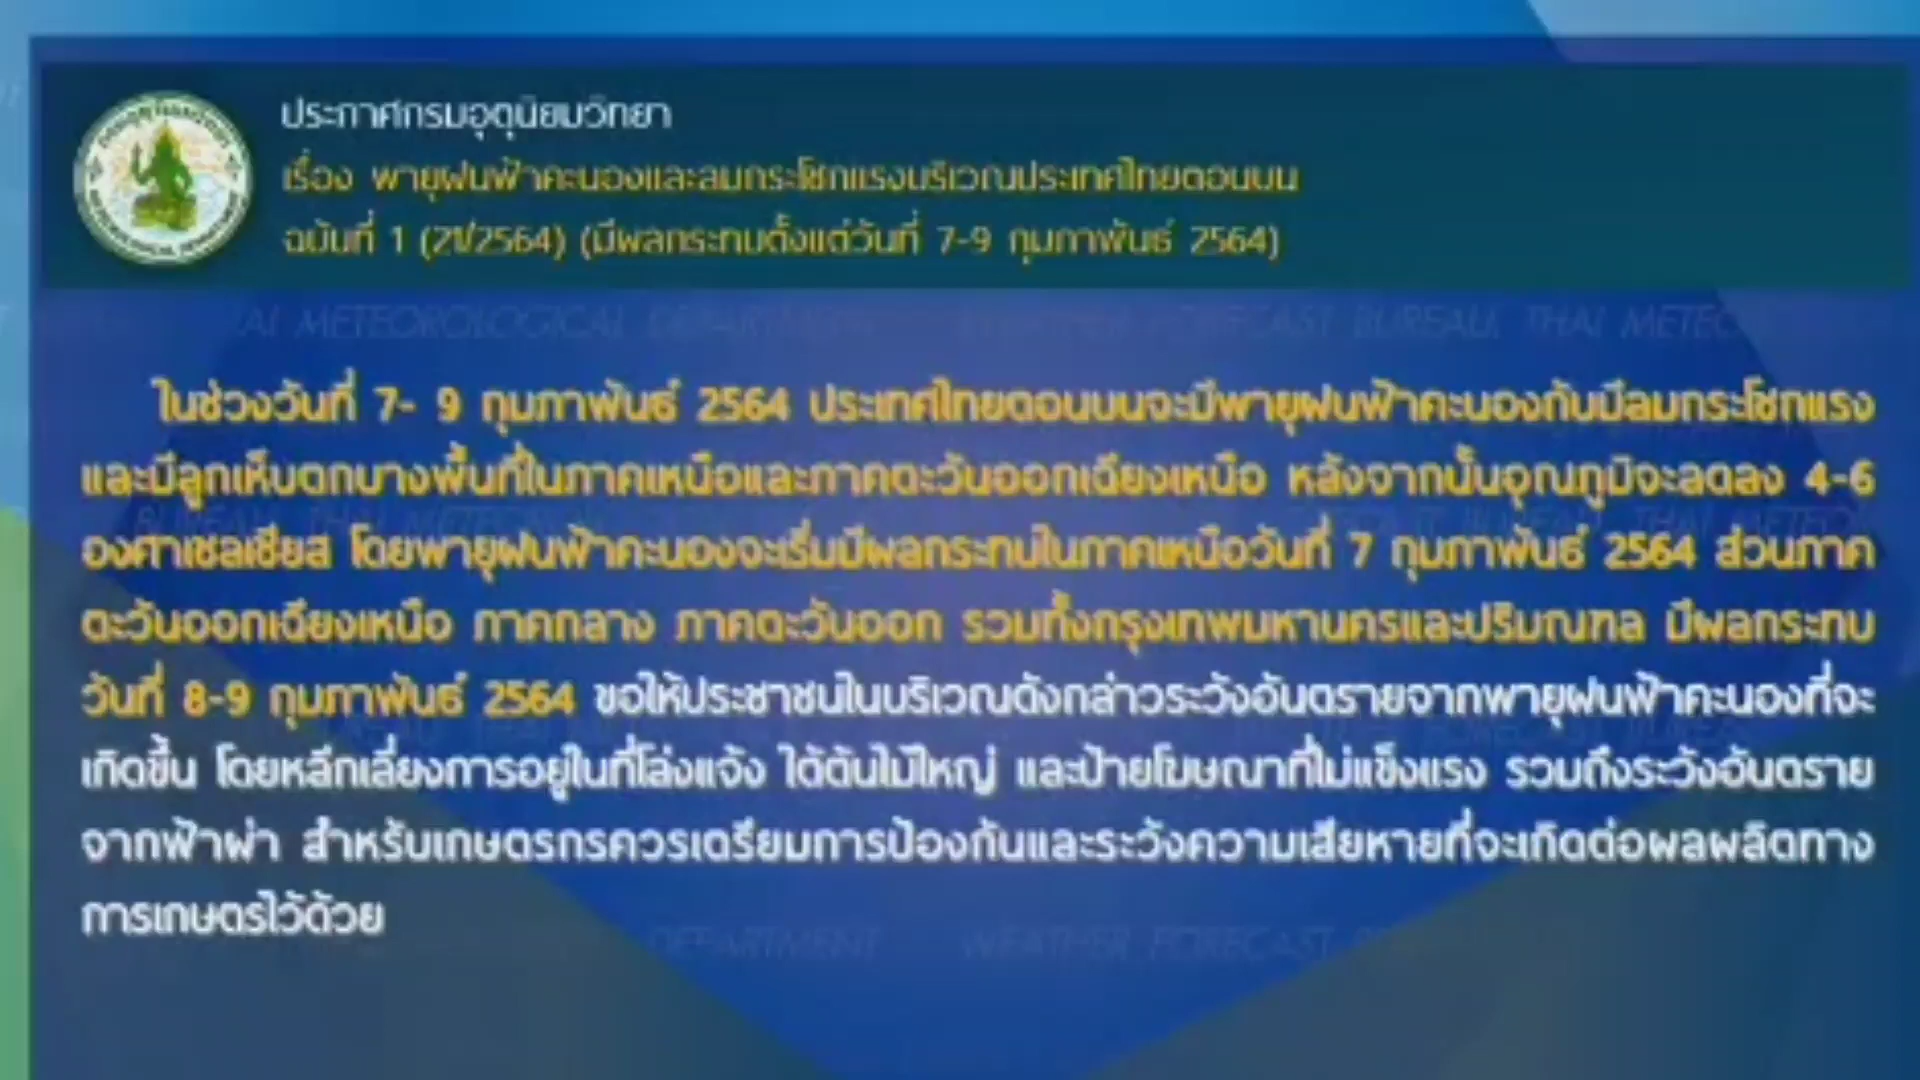 ประกาศกรมอุตุนิยมวิทยา
เรื่อง พายุฝนฟ้าคะนองและลมกระโชกแรงบริเวณประเทศไทยตอนบน
ฉบับที่ 1 (21/2564) (มีผลกระทบตั้งแต่วันที่ 7-9 กุมภาพันธ์ 2564)
AI METEOROLOGICAL DEPARTMENT WEATHER FORECAST BUREAU. THAI METEO
ในช่วงวันที่ 7- 9 กุมภาพันธ์ 2564 ประเทศไทยตอนบนจะมีพายุฝนฟ้าคะนองกับมีลมกระโชกแรง
และมีลูกเห็บตกบางพื้นที่ในภาคเหนือและภาคตะวันออกเฉียงเหนือ หลังจากนั้นอุณภูมิจะลดลง 4-6
องศาเซลเซียส โดยพายุฝนฟ้าคะนองจะเริ่มมีผลกระทบในภาคเหนือวันที่ 7 กุมภาพันธ์ 2564 ส่วนภาค
ตะวันออกเฉียงเหนือ ภาคกลาง ภาคตะวันออก รวมทั้งกรุงเทพมหานครและปริมณฑล มีผลกระทบ
วันที่ 8-9 กุมภาพันธ์ 2564 ขอให้ประชาชนในบริเวณดังกล่าวระวังอันตรายจากพายุฝนฟ้าคะนองที่จะ
เกิดขึ้น โดยหลีกเลี่ยงการอยู่ในที่โล่งแจ้ง ใต้ต้นไม้ใหญ่ และป้ายโฆษณาที่ไม่แข็งแรง รวมถึงระวังอันตราย
จากฟ้าผ่า สำหรับเกษตรกรควรเตรียมการป้องกันและระวังความเสียหายที่จะเกิดต่อผลผลิตทาง
การเกษตรไว้ด้วย
DEPARTMENT WEATHER FORECAST